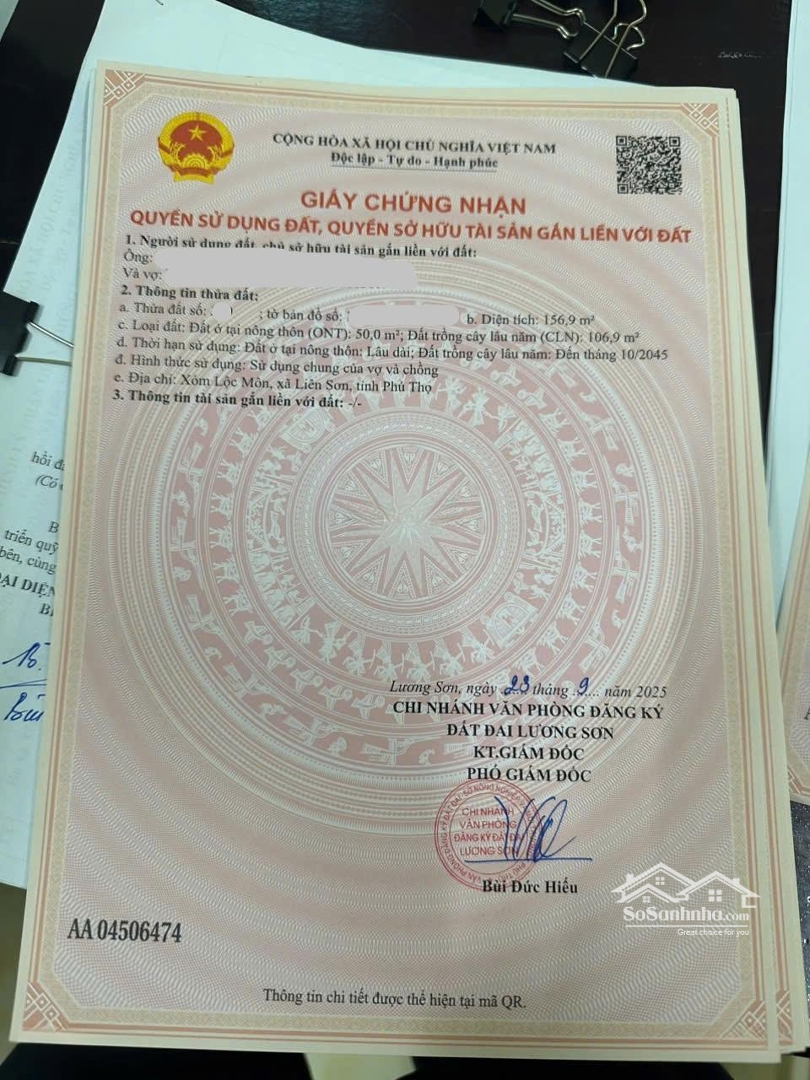 CỘNG HÒA XÃ HỘI CHỦ NGHĨA VIỆT NAM
Độc lập - Tự do - Hạnh phúc
GIẤY CHỨNG NHẬN
QUYỀN SỬ DỤNG ĐẤT, QUYỀN SỞ HỮU TÀI SẢN GẮN LIỀN VỚI ĐẤT
1. Người sử dụng đất, chủ sở hữu tài sản gắn liền với đất:
Ông:
Và vợ:
2. Thông tin thửa đất:
a. Thửa đất số: ; tờ bản đồ số: b. Diện tích: 156,9 m²
c. Loại đất: Đất ở tại nông thôn (ONT): 50,0 m²; Đất trồng cây lâu năm (CLN): 106,9 m²
d. Thời hạn sử dụng: Đất ở tại nông thôn: Lâu dài; Đất trồng cây lâu năm: Đến tháng 10/2045
đ. Hình thức sử dụng: Sử dụng chung của vợ và chồng
e. Địa chỉ: Xóm Lộc Môn, xã Liên Sơn, tỉnh Phú Thọ
3. Thông tin tài sản gắn liền với đất: -/-
hồi đ
(Có
B
triển quỹ
bên, cùng
ĐẠI DIỆN
Lương Sơn, ngày 23 tháng 9 năm 2025
CHI NHÁNH VĂN PHÒNG ĐĂNG KÝ
ĐẤT ĐAI LƯƠNG SƠN
KT.GIÁM ĐỐC
PHÓ GIÁM ĐỐC
CHI NHÁNH
VĂN PHÒNG
ĐĂNG KÝ ĐẤT ĐAI
LƯƠNG SƠN
Bùi Đức Hiếu
SoSanhnha.com
Great choice for you
AA 04506474
Thông tin chi tiết được thể hiện tại mã QR.